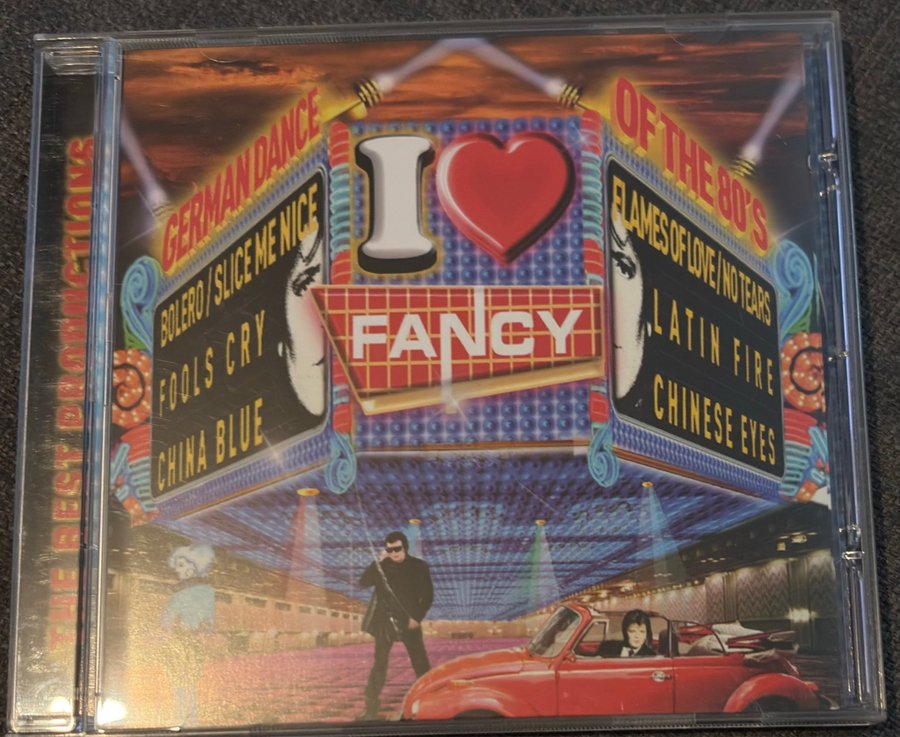 THE BEST PRODUCTIONS
GERMAN DANCE
OF THE 80'S
I
FANCY
BOLERO / SLICE ME NICE
FOOLS CRY
CHINA BLUE
FLAMES OF LOVE / NO TEARS
LATIN FIRE
CHINESE EYES